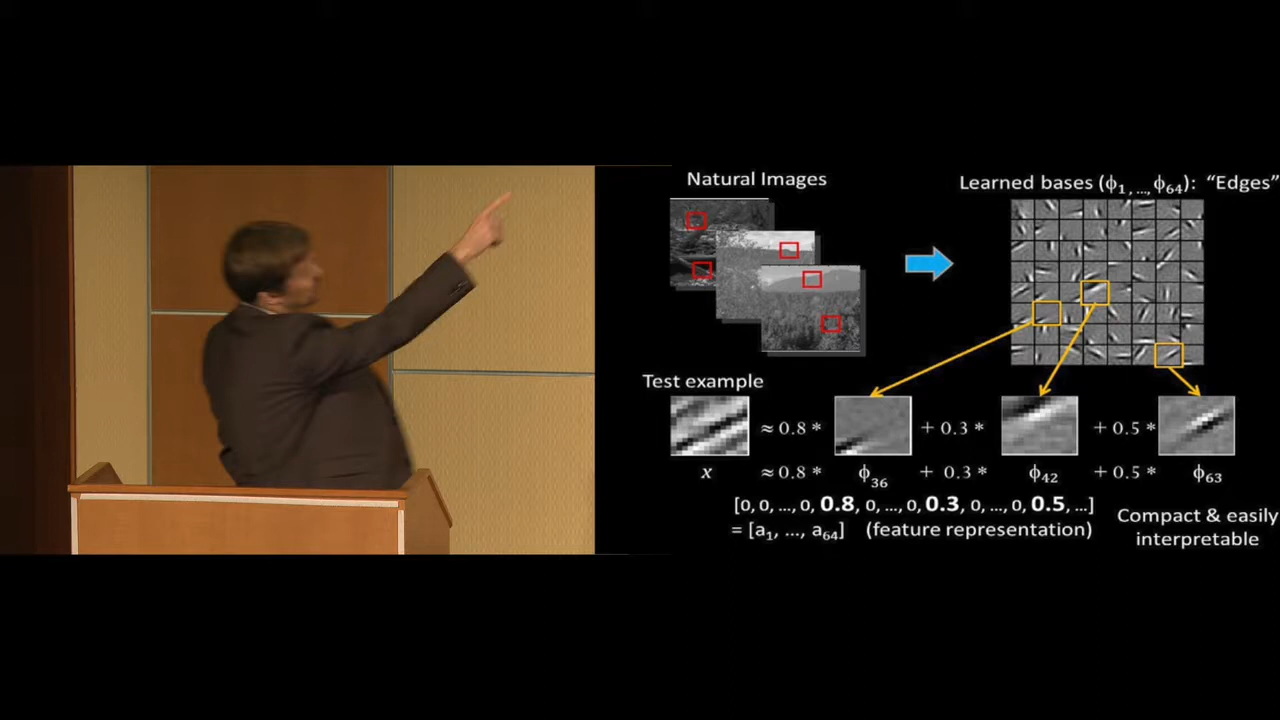 Natural Images
Learned bases (ϕ₁ ,...,ϕ₆₄): “Edges”
Test example
≈ 0.8 * + 0.3 * + 0.5 *
x ≈ 0.8 * ϕ₃₆ + 0.3 * ϕ₄₂ + 0.5 * ϕ₆₃
[0, 0, ..., 0, 0.8, 0, ..., 0, 0.3, 0, ..., 0, 0.5, ...]
= [a₁, ..., a₆₄] (feature representation)
Compact & easily
interpretable